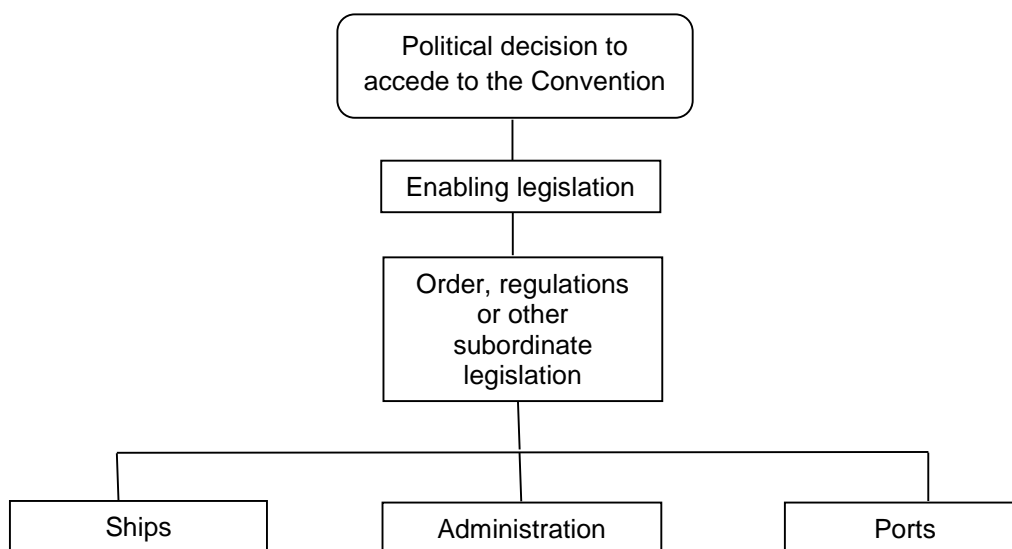 Political decision to
accede to the Convention
Enabling legislation
Order, regulations
or other
subordinate
legislation
Ships
Administration
Ports